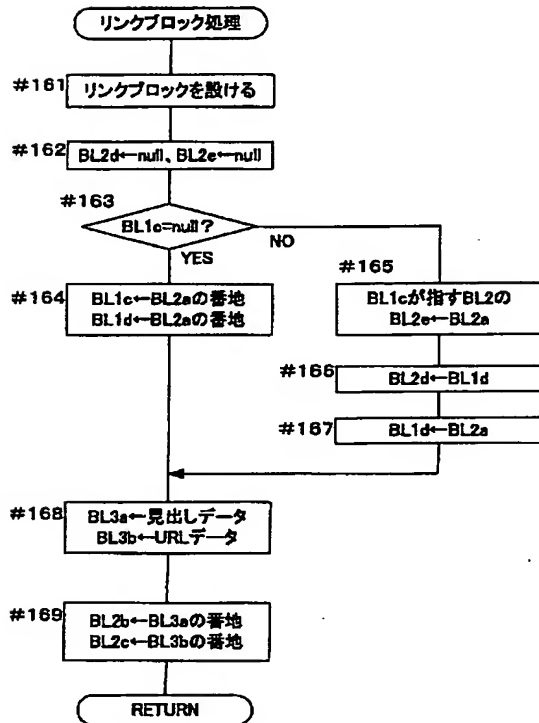 リンクブロック処理
#161
リンクブロックを設ける
#162
BL2d←null、BL2e←null
#163
BL1c=null?
NO
YES
#164
BL1c←BL2aの番地
BL1d←BL2aの番地
#165
BL1cが指すBL2の
BL2e←BL2a
#166
BL2d←BL1d
#167
BL1d←BL2a
#168
BL3a←見出しデータ
BL3b←URLデータ
#169
BL2b←BL3aの番地
BL2c←BL3bの番地
RETURN